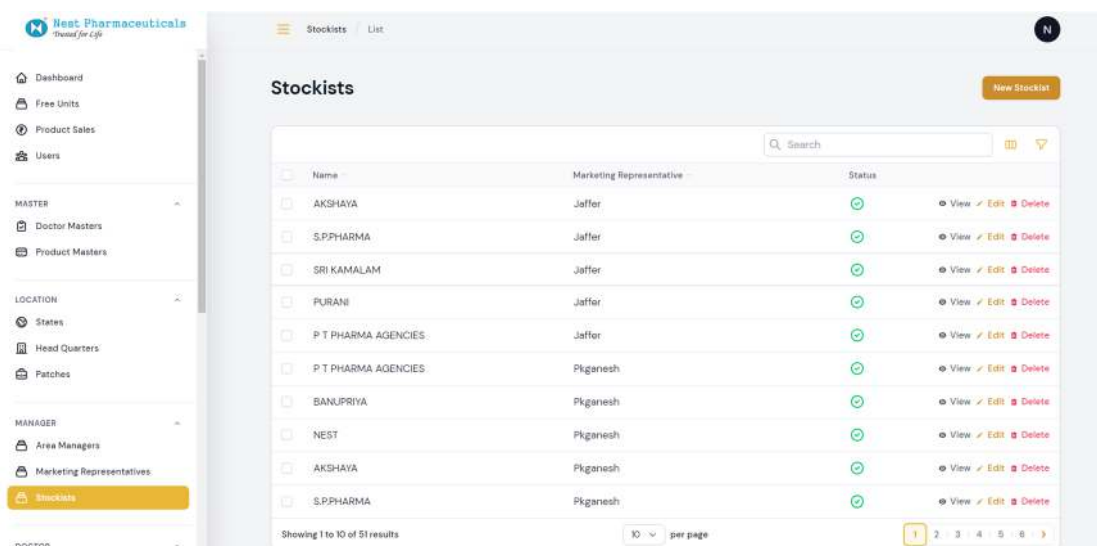 Nest Pharmaceuticals
Trusted for Life
Stockists List
N
Dashboard
Free Units
Product Sales
Users
MASTER
Doctor Masters
Product Masters
LOCATION
States
Head Quarters
Patches
MANAGER
Area Managers
Marketing Representatives
Stockists
DOCTOR
Stockists
New Stockist
Search
Name Marketing Representative Status
AKSHAYA Jaffer View Edit Delete
S.P.PHARMA Jaffer View Edit Delete
SRI KAMALAM Jaffer View Edit Delete
PURANI Jaffer View Edit Delete
P T PHARMA AGENCIES Jaffer View Edit Delete
P T PHARMA AGENCIES Pkganesh View Edit Delete
BANUPRIYA Pkganesh View Edit Delete
NEST Pkganesh View Edit Delete
AKSHAYA Pkganesh View Edit Delete
S.P.PHARMA Pkganesh View Edit Delete
Showing 1 to 10 of 51 results 10 per page 1 2 3 4 5 6